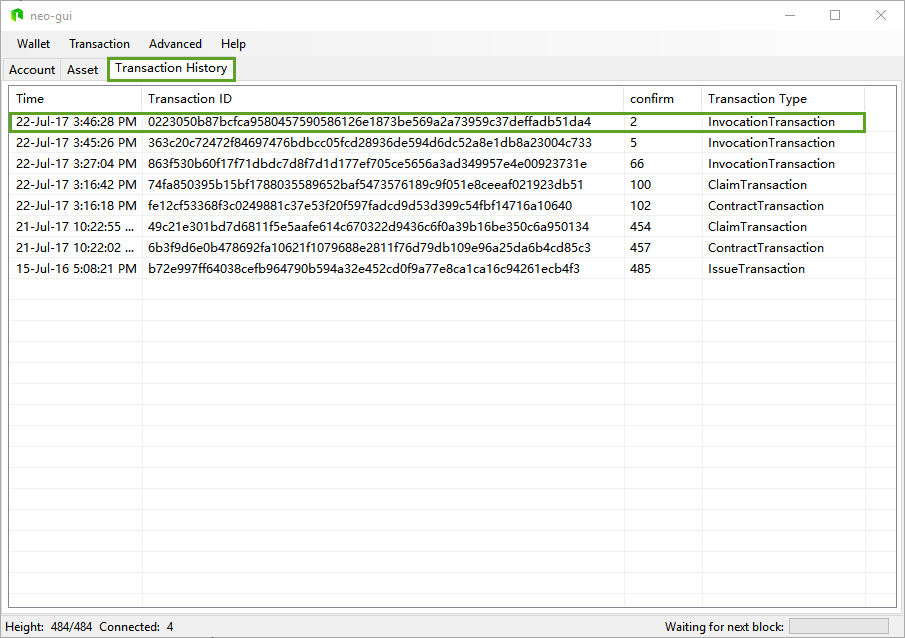 neo-gui
Wallet Transaction Advanced Help
Account Asset Transaction History
Time Transaction ID confirm Transaction Type
22-Jul-17 3:46:28 PM 0223050b87bcfca9580457590586126e1873be569a2a73959c37deffadb51da4 2 InvocationTransaction
22-Jul-17 3:45:26 PM 363c20c72472f84697476bdbcc05fcd28936de594d6dc52a8e1db8a23004c733 5 InvocationTransaction
22-Jul-17 3:27:04 PM 863f530b60f17f71dbdc7d8f7d1d177ef705ce5656a3ad349957e4e00923731e 66 InvocationTransaction
22-Jul-17 3:16:42 PM 74fa850395b15bf1788035589652baf5473576189c9f051e8ceeaf021923db51 100 ClaimTransaction
22-Jul-17 3:16:18 PM fe12cf53368f3c0249881c37e53f20f597fadcd9d53d399c54fbf14716a10640 102 ContractTransaction
21-Jul-17 10:22:55 ... 49c21e301bd7d6811f5e5aafe614c670322d9436c6f0a39b16be350c6a950134 454 ClaimTransaction
21-Jul-17 10:22:02 ... 6b3f9d6e0b478692fa10621f1079688e2811f76d79db109e96a25da6b4cd85c3 457 ContractTransaction
15-Jul-16 5:08:21 PM b72e997ff64038cefb964790b594a32e452cd0f9a77e8ca1ca16c94261ecb4f3 485 IssueTransaction
Height: 484/484 Connected: 4 Waiting for next block: